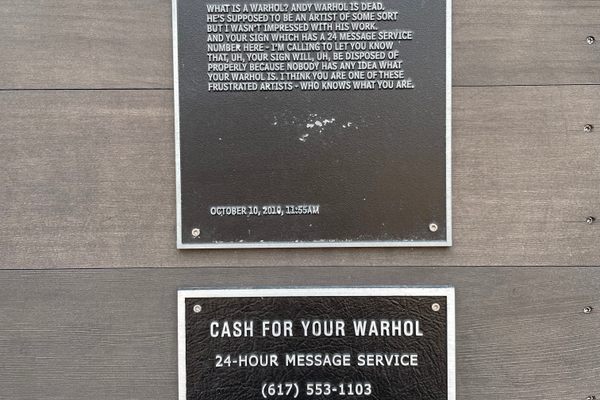 WHAT IS A WARHOL? ANDY WARHOL IS DEAD.
HE'S SUPPOSED TO BE AN ARTIST OF SOME SORT
BUT I WASN'T IMPRESSED WITH HIS WORK.
AND YOUR SIGN WHICH HAS A 24 MESSAGE SERVICE
NUMBER HERE - I'M CALLING TO LET YOU KNOW
THAT, UH, YOUR SIGN WILL, UH, BE DISPOSED OF
PROPERLY BECAUSE NOBODY HAS ANY IDEA WHAT
YOUR WARHOL IS. I THINK YOU ARE ONE OF THESE
FRUSTRATED ARTISTS - WHO KNOWS WHAT YOU ARE.
OCTOBER 10, 2010, 11:55AM
CASH FOR YOUR WARHOL
24-HOUR MESSAGE SERVICE
(617) 553-1103